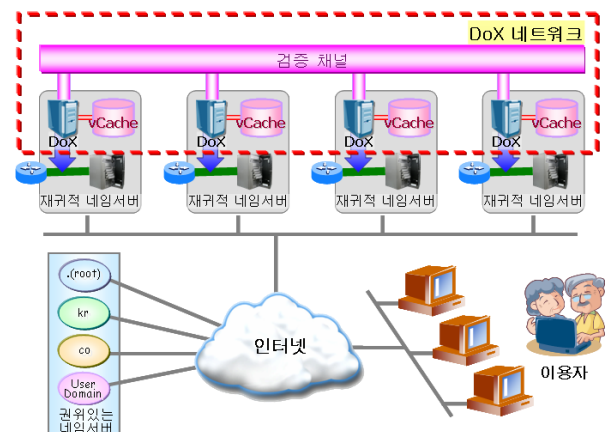 DoX 네트워크
검증 채널
vCache
vCache
vCache
vCache
DoX
DoX
DoX
DoX
재귀적 네임서버
재귀적 네임서버
재귀적 네임서버
재귀적 네임서버
.(root)
kr
co
User
Domain
권위있는
네임서버
인터넷
이용자